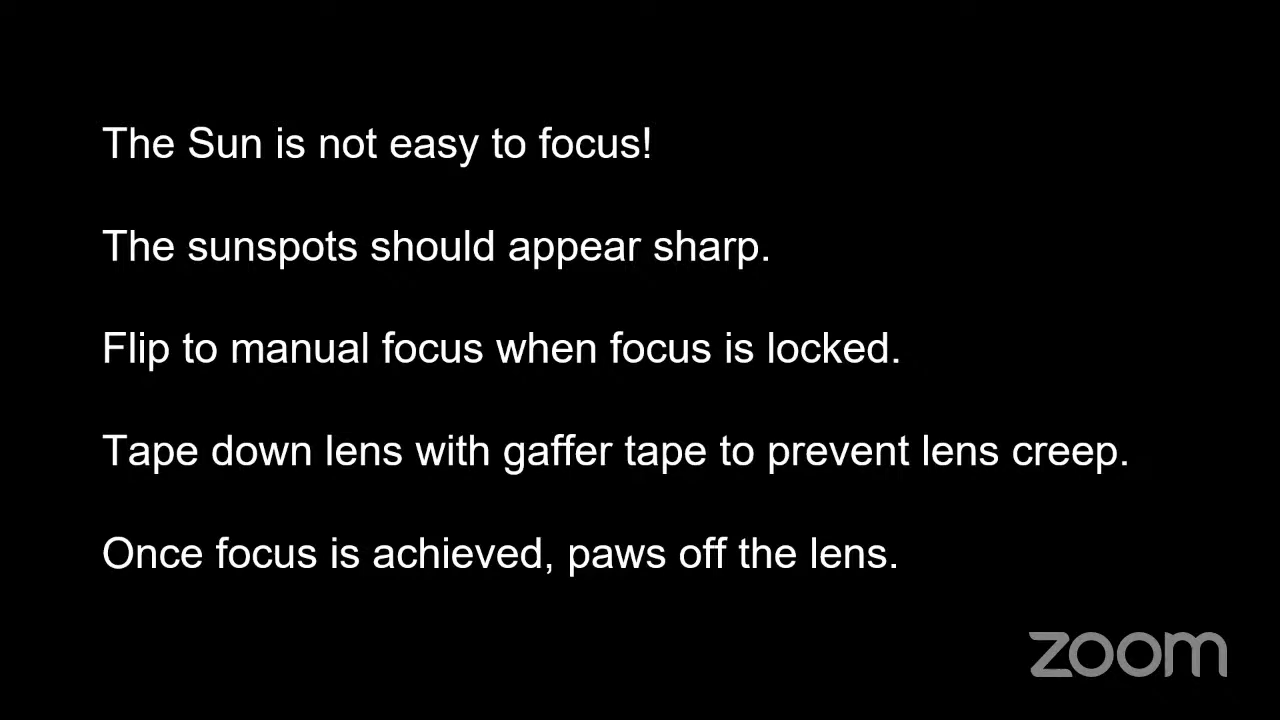 The Sun is not easy to focus!
The sunspots should appear sharp.
Flip to manual focus when focus is locked.
Tape down lens with gaffer tape to prevent lens creep.
Once focus is achieved, paws off the lens.
zoom